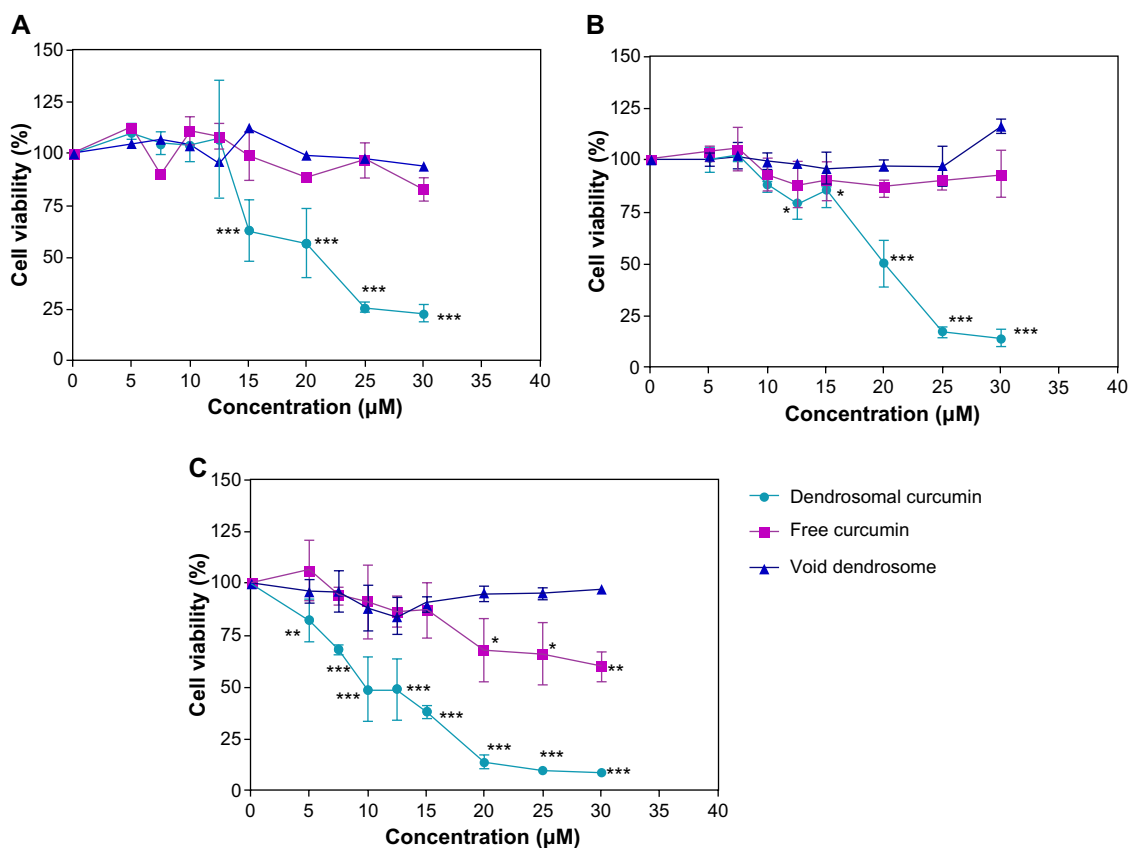 A
150
125
100
75
50
25
0
Cell viability (%)
***
***
***
***
0 5 10 15 20 25 30 35 40
Concentration (µM)
B
150
125
100
75
50
25
0
Cell viability (%)
*
*
***
***
***
0 5 10 15 20 25 30 35 40
Concentration (µM)
C
150
125
100
75
50
25
0
Cell viability (%)
**
***
***
***
***
***
***
***
*
*
**
0 5 10 15 20 25 30 35 40
Concentration (µM)
Dendrosomal curcumin
Free curcumin
Void dendrosome